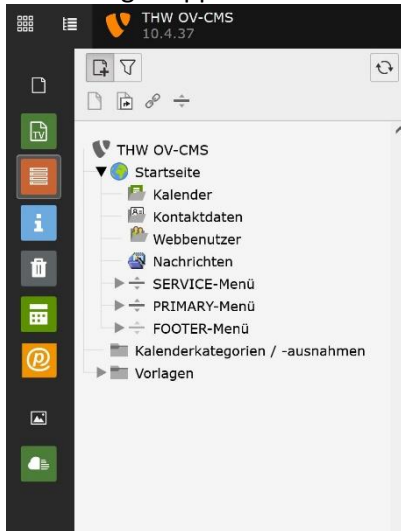 THW OV-CMS
10.4.37
THW OV-CMS
Startseite
Kalender
Kontaktdaten
Webbenutzer
Nachrichten
SERVICE-Menü
PRIMARY-Menü
FOOTER-Menü
Kalenderkategorien / -ausnahmen
Vorlagen
TV